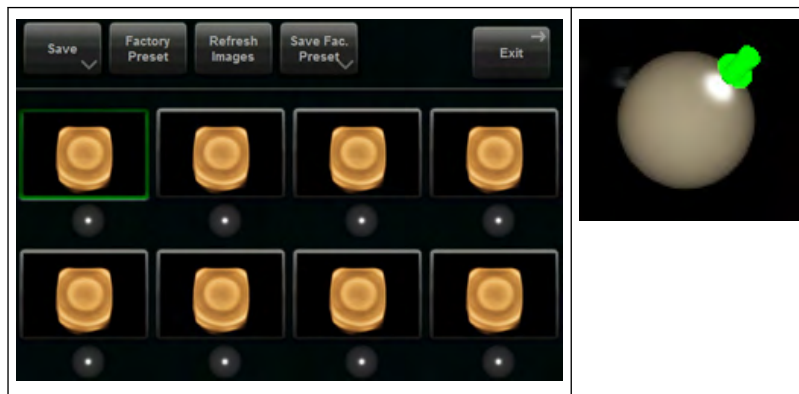 Save
Factory
Preset
Refresh
Images
Save Fac.
Preset
Exit